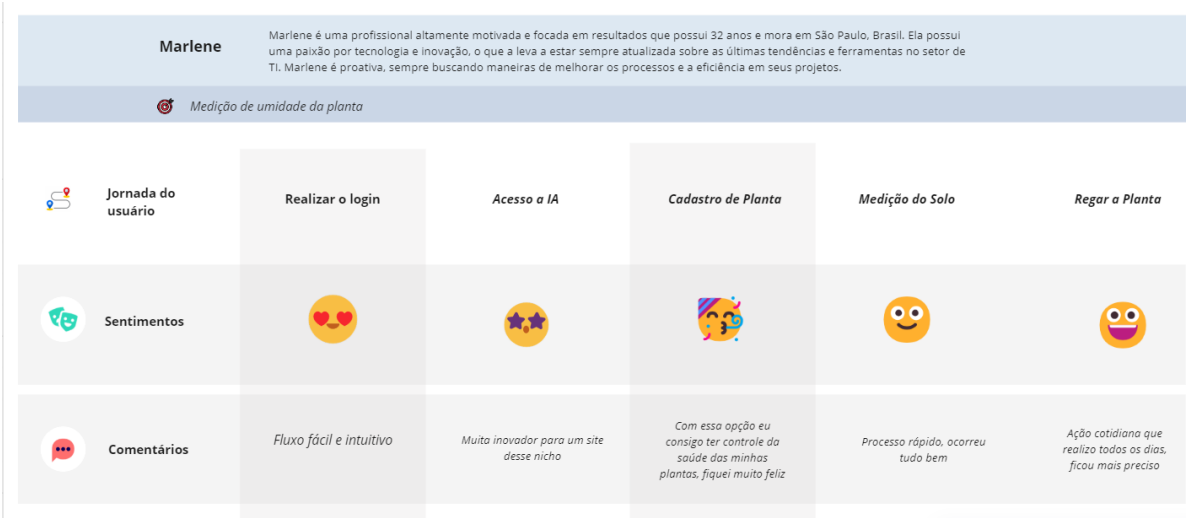 Marlene
Marlene é uma profissional altamente motivada e focada em resultados que possui 32 anos e mora em São Paulo, Brasil. Ela possui
uma paixão por tecnologia e inovação, o que a leva a estar sempre atualizada sobre as últimas tendências e ferramentas no setor de
TI. Marlene é proativa, sempre buscando maneiras de melhorar os processos e a eficiência em seus projetos.
Medição de umidade da planta
Jornada do
usuário
Realizar o login
Acesso a IA
Cadastro de Planta
Medição do Solo
Regar a Planta
Sentimentos
Comentários
Fluxo fácil e intuitivo
Muita inovador para um site
desse nicho
Com essa opção eu
consigo ter controle da
saúde das minhas
plantas, fiquei muito feliz
Processo rápido, ocorreu
tudo bem
Ação cotidiana que
realizo todos os dias,
ficou mais preciso